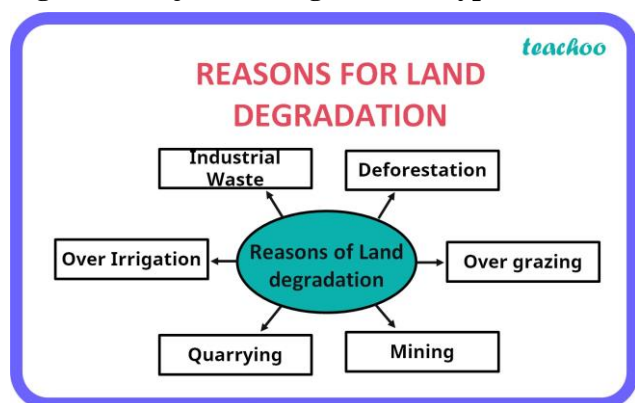 teachoo
REASONS FOR LAND
DEGRADATION
Industrial
Waste
Deforestation
Over Irrigation
Reasons of Land
degradation
Over grazing
Quarrying
Mining